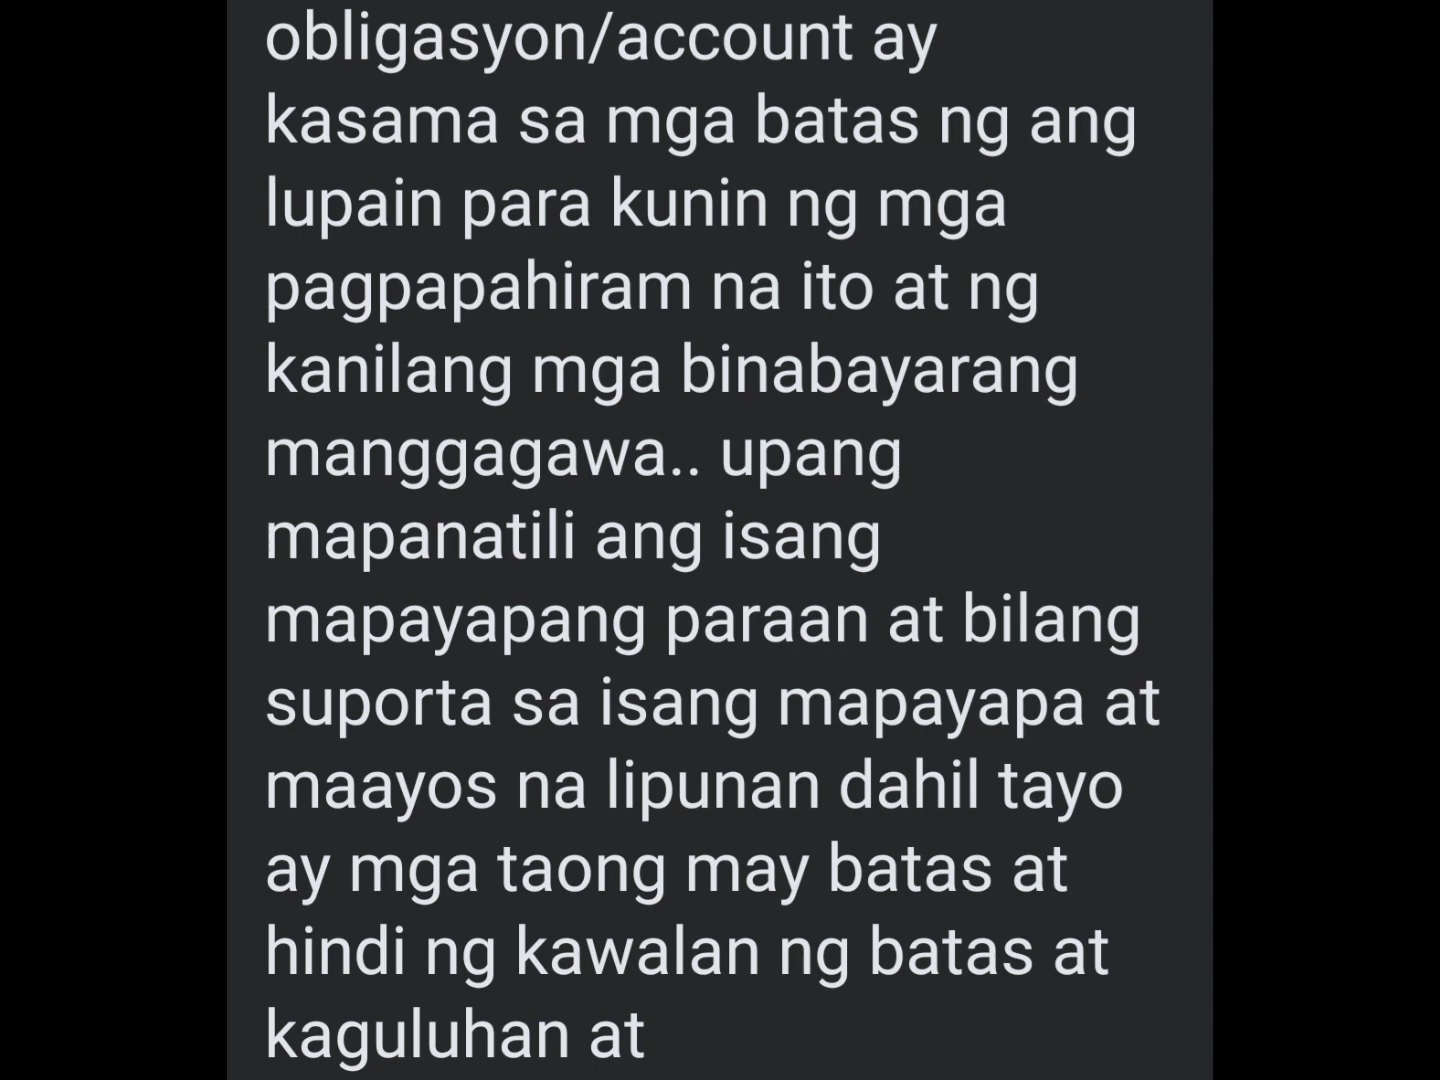 obligasyon/account ay
kasama sa mga batas ng ang
lupain para kunin ng mga
pagpapahiram na ito at ng
kanilang mga binabayarang
manggagawa.. upang
mapanatili ang isang
mapayapang paraan at bilang
suporta sa isang mapayapa at
maayos na lipunan dahil tayo
ay mga taong may batas at
hindi ng kawalan ng batas at
kaguluhan at